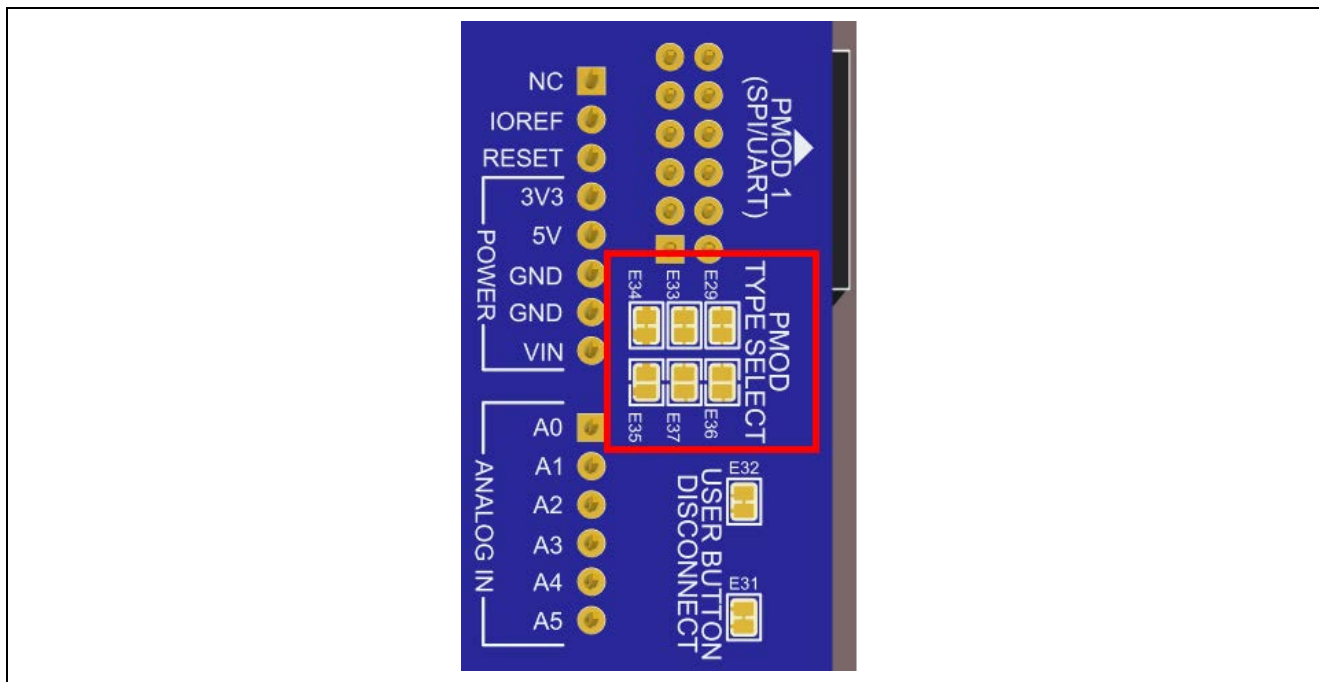 NC
IOREF
RESET
3V3
5V
GND
GND
VIN
POWER
A0
A1
A2
A3
A4
A5
ANALOG IN
PMOD 1
(SPI/UART)
E34
E33
E29
PMOD
TYPE SELECT
E35
E37
E36
E32
USER BUTTON
DISCONNECT
E31